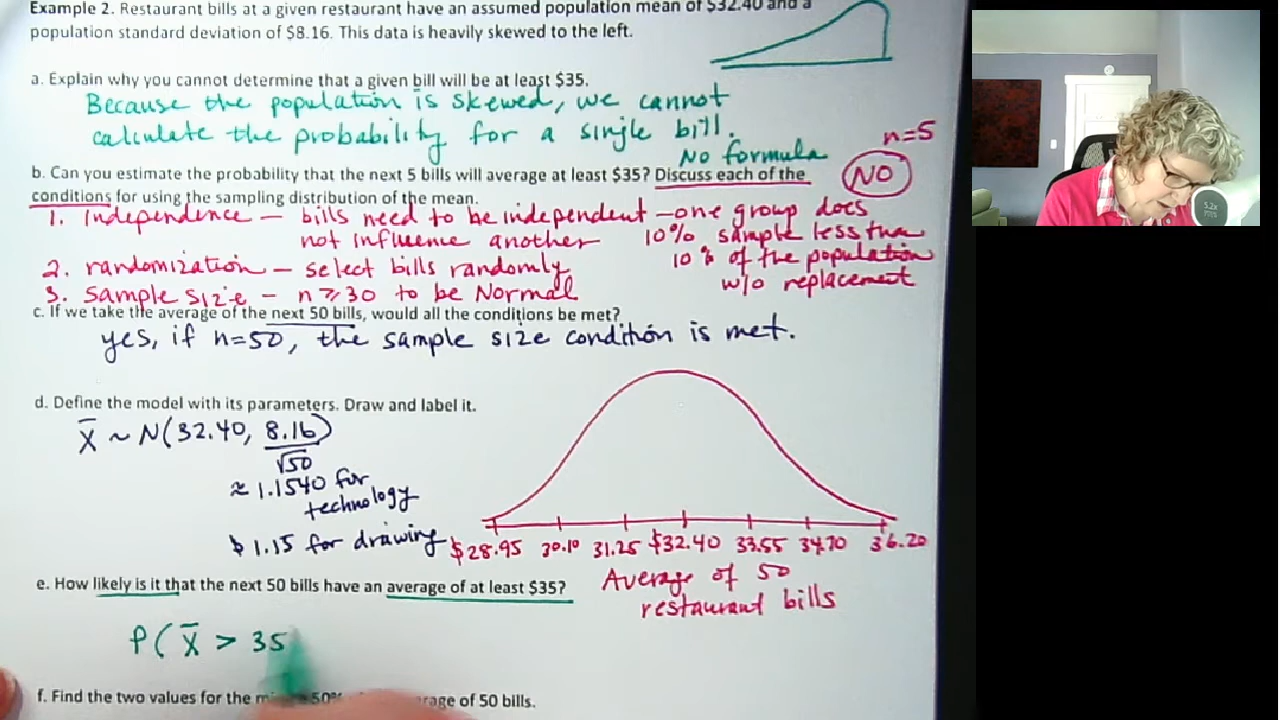 Example 2. Restaurant bills at a given restaurant have an assumed population mean of $32.40 and a
population standard deviation of $8.16. This data is heavily skewed to the left.
a. Explain why you cannot determine that a given bill will be at least $35.
Because the population is skewed, we cannot
calculate the probability for a single bill.
No formula
n=5
b. Can you estimate the probability that the next 5 bills will average at least $35? Discuss each of the
NO
conditions for using the sampling distribution of the mean.
1. Independence – bills need to be independent – one group does
not influence another
10% sample less than
10% of the population
w/o replacement
2. randomization – select bills randomly
3. sample size – n ≥ 30 to be Normal
c. If we take the average of the next 50 bills, would all the conditions be met?
yes, if n=50, the sample size condition is met.
d. Define the model with its parameters. Draw and label it.
X̄ ~ N(32.40, 8.16)
√50
≈ 1.1540 for
technology
$1.15 for drawing
$28.95 30.10 31.25 $32.40 33.55 34.70 36.20
Average of 50
restaurant bills
e. How likely is it that the next 50 bills have an average of at least $35?
P(X̄ > 35
f. Find the two values for the 50% of 50 bills.
5.2x